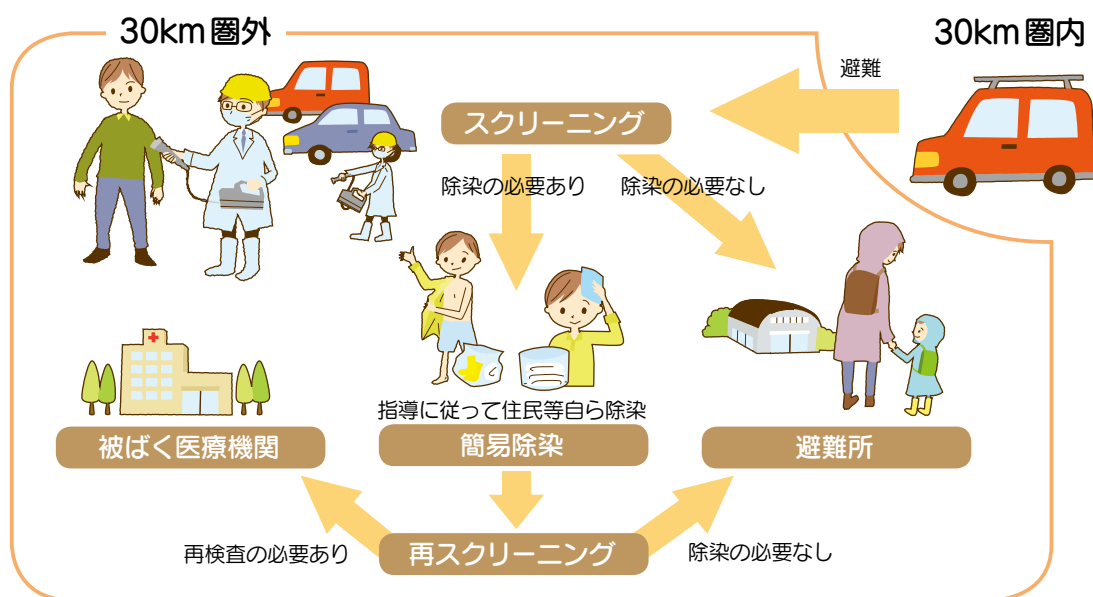 30km圏外
30km圏内
避難
スクリーニング
除染の必要あり
除染の必要なし
指導に従って住民等自ら除染
被ばく医療機関
簡易除染
避難所
再検査の必要あり
再スクリーニング
除染の必要なし